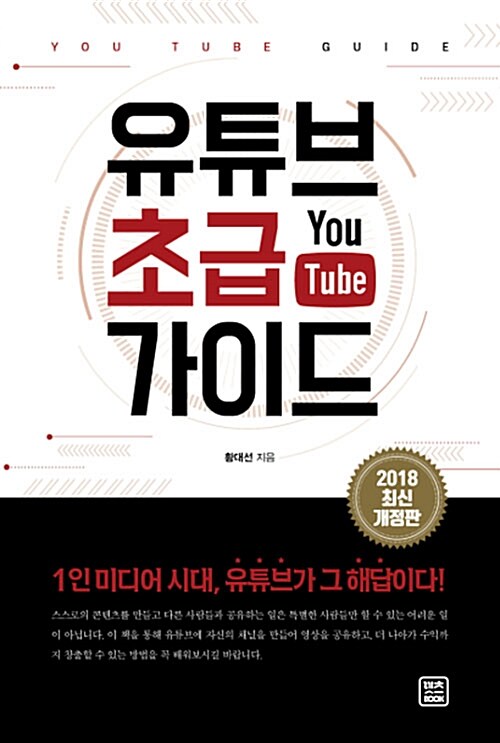 YOU TUBE GUIDE
유튜브
초급
You
Tube
가이드
황대선 지음
2018
최신
개정판
1인 미디어 시대, 유튜브가 그 해답이다!
스스로의 콘텐츠를 만들고 다른 사람들과 공유하는 일은 특별한 사람들만 할 수 있는 어려운 일
이 아닙니다. 이 책을 통해 유튜브에 자신의 채널을 만들어 영상을 공유하고, 더 나아가 수익까
지 창출할 수 있는 방법을 꼭 배워보시길 바랍니다.
BOOK